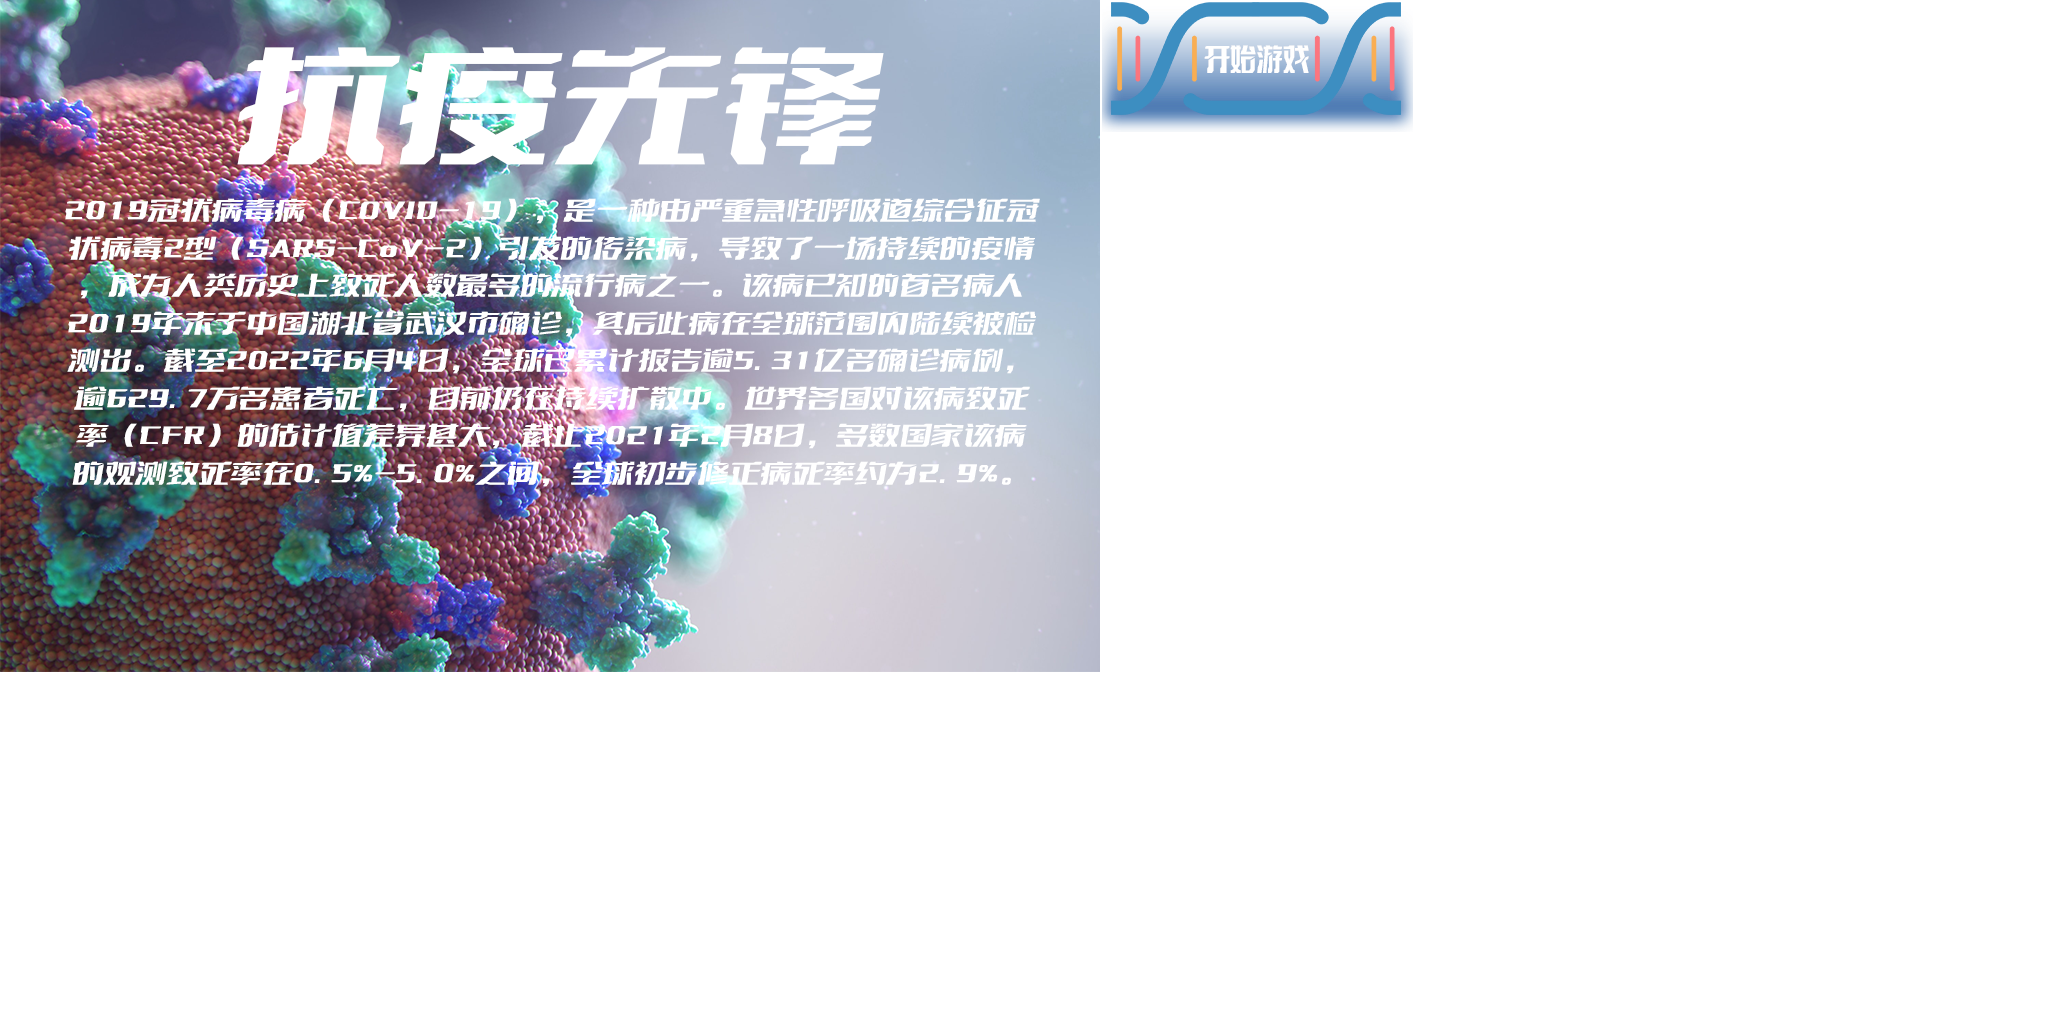 抗疫先锋
开始游戏
2019冠状病毒病（COVID-19），是一种由严重急性呼吸道综合征冠
状病毒2型（SARS-CoV-2）引发的传染病，导致了一场持续的疫情
，成为人类历史上致死人数最多的流行病之一。该病已知的首名病人
2019年末于中国湖北省武汉市确诊，其后此病在全球范围内陆续被检
测出。截至2022年6月4日，全球已累计报告逾5.31亿名确诊病例，
逾629.7万名患者死亡，目前仍在持续扩散中。世界各国对该病致死
率（CFR）的估计值差异甚大，截止2021年2月8日，多数国家该病
的观测致死率在0.5%-5.0%之间，全球初步修正病死率约为2.9%。